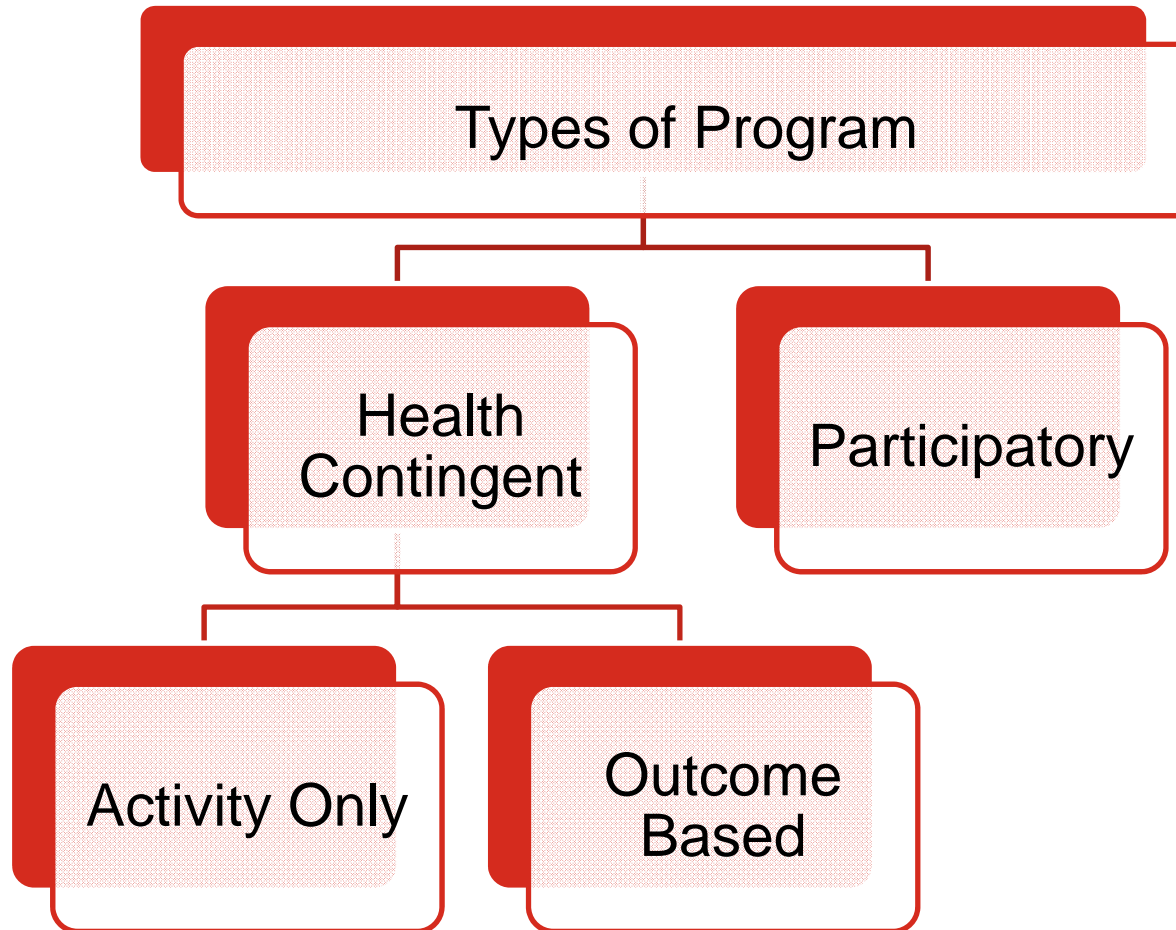 Types of Program
Health
Contingent
Participatory
Activity Only
Outcome
Based